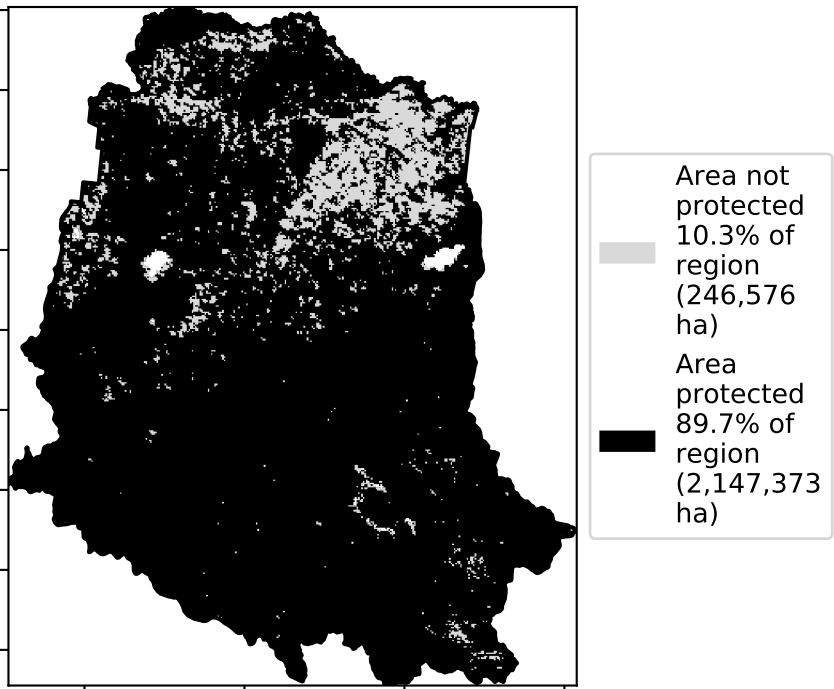 Area not
protected
10.3% of
region
(246,576
ha)
Area
protected
89.7% of
region
(2,147,373
ha)